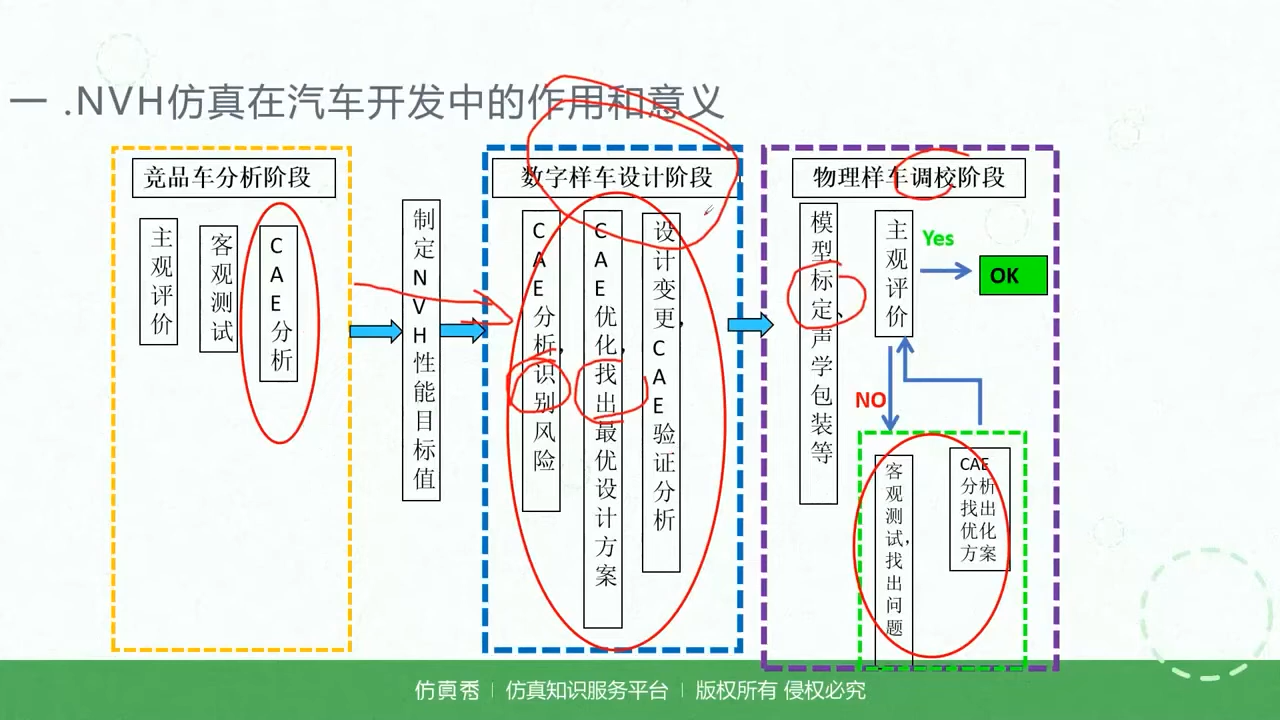 一 .NVH仿真在汽车开发中的作用和意义
竞品车分析阶段
主观评价
客观测试
CAE分析
制定NVH性能目标值
数字样车设计阶段
CAE分析，识别风险
CAE优化，找出最优设计方案
设计变更，CAE验证分析
物理样车调校阶段
模型标定、声学包装等
主观评价
Yes
OK
NO
客观测试，找出问题
CAE
分析
找出
优化
方案
仿真秀 | 仿真知识服务平台 | 版权所有 侵权必究